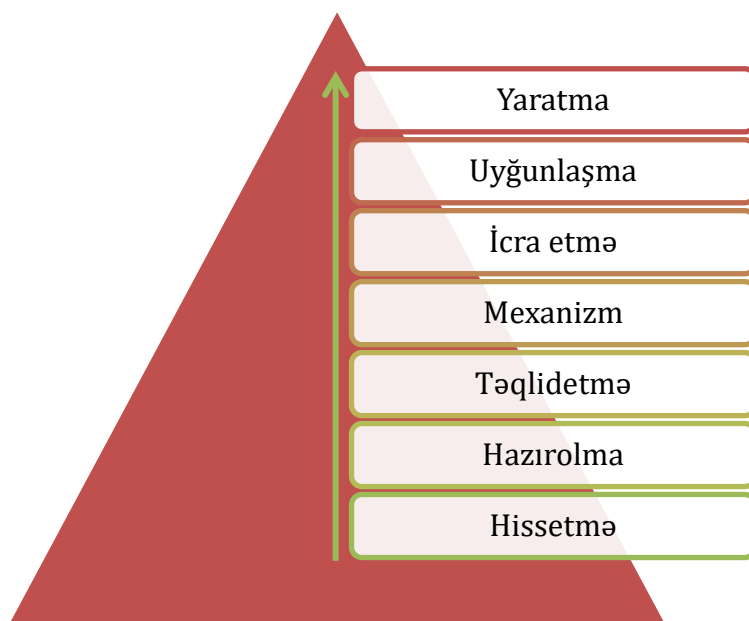 Yaratma
Uyğunlaşma
İcra etmə
Mexanizm
Təqlidetmə
Hazırolma
Hissetmə